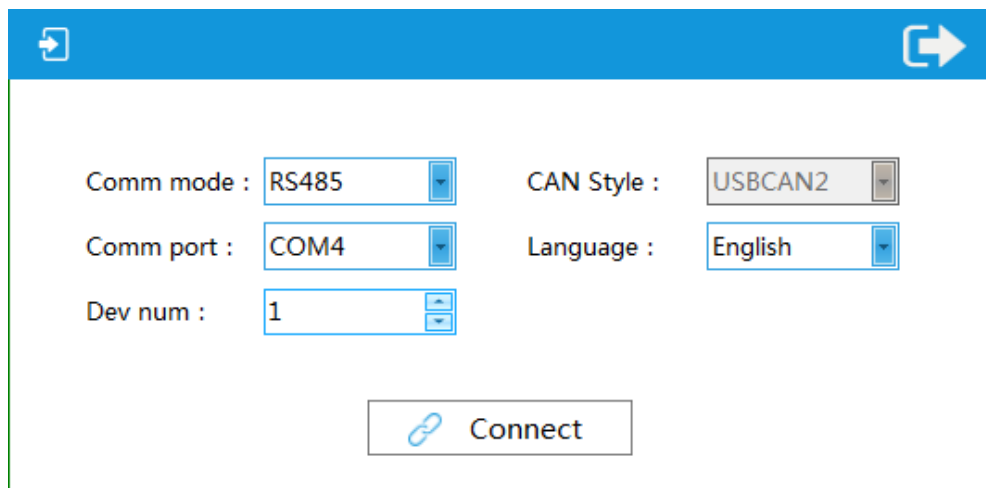 Comm mode : RS485 CAN Style : USBCAN2
Comm port : COM4 Language : English
Dev num : 1
Connect